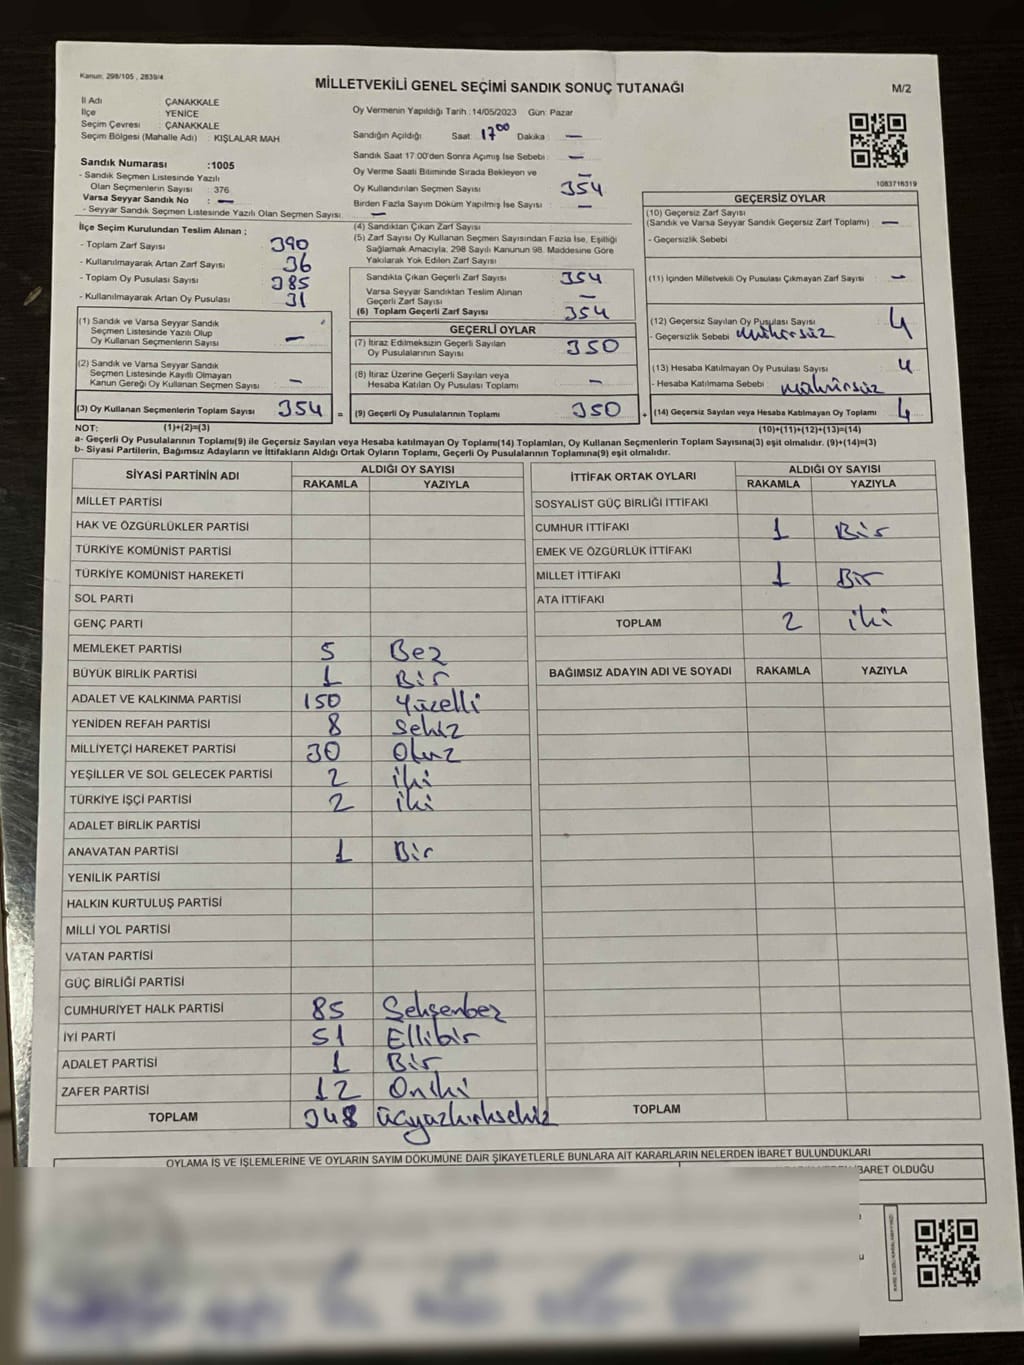 Kanun: 298/105 , 2839/4
MİLLETVEKİLİ GENEL SEÇİMİ SANDIK SONUÇ TUTANAĞI
M/2
İl Adı : ÇANAKKALE
İlçe : YENİCE
Seçim Çevresi : ÇANAKKALE
Seçim Bölgesi (Mahalle Adı) : KIŞLALAR MAH
Sandık Numarası :1005
- Sandık Seçmen Listesinde Yazılı
Olan Seçmenlerin Sayısı : 376
Varsa Seyyar Sandık No : —
- Seyyar Sandık Seçmen Listesinde Yazılı Olan Seçmen Sayısı : —
Oy Vermenin Yapıldığı Tarih : 14/05/2023 Gün: Pazar
Sandığın Açıldığı Saat: 17 00 Dakika : —
Sandık Saat 17:00'den Sonra Açımış İse Sebebi : —
Oy Verme Saati Bitiminde Sırada Bekleyen ve —
Oy Kullandırılan Seçmen Sayısı 354
Birden Fazla Sayım Döküm Yapılmış İse Sayısı : —
1083716319
İlçe Seçim Kurulundan Teslim Alınan ;
- Toplam Zarf Sayısı : 390
- Kullanılmayarak Artan Zarf Sayısı : 36
- Toplam Oy Pusulası Sayısı : 385
- Kullanılmayarak Artan Oy Pusulası : 31
(1) Sandık ve Varsa Seyyar Sandık
Seçmen Listesinde Yazılı Olup
Oy Kullanan Seçmenlerin Sayısı : —
(2) Sandık ve Varsa Seyyar Sandık
Seçmen Listesinde Kayıtlı Olmayan
Kanun Gereği Oy Kullanan Seçmen Sayısı : —
(3) Oy Kullanan Seçmenlerin Toplam Sayısı 354 =
(4) Sandıktan Çıkan Zarf Sayısı
(5) Zarf Sayısı Oy Kullanan Seçmen Sayısından Fazla İse, Eşitliği
Sağlamak Amacıyla, 298 Sayılı Kanunun 98. Maddesine Göre
Yakılarak Yok Edilen Zarf Sayısı :
Sandıkta Çıkan Geçerli Zarf Sayısı : 354
Varsa Seyyar Sandıktan Teslim Alınan
Geçerli Zarf Sayısı : —
(6) Toplam Geçerli Zarf Sayısı : 354
GEÇERLİ OYLAR
(7) İtiraz Edilmeksizin Geçerli Sayılan
Oy Pusulalarının Sayısı : 350
(8) İtiraz Üzerine Geçerli Sayılan veya
Hesaba Katılan Oy Pusulası Toplamı : —
(9) Geçerli Oy Pusulalarının Toplamı : 350 +
GEÇERSİZ OYLAR
(10) Geçersiz Zarf Sayısı
(Sandık ve Varsa Seyyar Sandık Geçersiz Zarf Toplamı) : —
- Geçersizlik Sebebi :
(11) İçinden Milletvekili Oy Pusulası Çıkmayan Zarf Sayısı : —
(12) Geçersiz Sayılan Oy Pusulası Sayısı : 4
- Geçersizlik Sebebi : mühürsüz
(13) Hesaba Katılmayan Oy Pusulası Sayısı : 4
- Hesaba Katılmama Sebebi : mühürsüz
(14) Geçersiz Sayılan veya Hesaba Katılmayan Oy Toplamı : 4
NOT: (1)+(2)=(3) (10)+(11)+(12)+(13)=(14)
a- Geçerli Oy Pusulalarının Toplamı(9) ile Geçersiz Sayılan veya Hesaba katılmayan Oy Toplamı(14) Toplamları, Oy Kullanan Seçmenlerin Toplam Sayısına(3) eşit olmalıdır. (9)+(14)=(3)
b- Siyasi Partilerin, Bağımsız Adayların ve İttifakların Aldığı Ortak Oyların Toplamı, Geçerli Oy Pusulalarının Toplamına(9) eşit olmalıdır.
SİYASİ PARTİNİN ADI ALDIĞI OY SAYISI
RAKAMLA YAZIYLA
MİLLET PARTİSİ
HAK VE ÖZGÜRLÜKLER PARTİSİ
TÜRKİYE KOMÜNİST PARTİSİ
TÜRKİYE KOMÜNİST HAREKETİ
SOL PARTİ
GENÇ PARTİ
MEMLEKET PARTİSİ 5 Beş
BÜYÜK BİRLİK PARTİSİ 1 Bir
ADALET VE KALKINMA PARTİSİ 150 Yüzelli
YENİDEN REFAH PARTİSİ 8 Sekiz
MİLLİYETÇİ HAREKET PARTİSİ 30 Otuz
YEŞİLLER VE SOL GELECEK PARTİSİ 2 iki
TÜRKİYE İŞÇİ PARTİSİ 2 iki
ADALET BİRLİK PARTİSİ
ANAVATAN PARTİSİ 1 Bir
YENİLİK PARTİSİ
HALKIN KURTULUŞ PARTİSİ
MİLLİ YOL PARTİSİ
VATAN PARTİSİ
GÜÇ BİRLİĞİ PARTİSİ
CUMHURİYET HALK PARTİSİ 85 Seksenbeş
İYİ PARTİ 51 Ellibir
ADALET PARTİSİ 1 Bir
ZAFER PARTİSİ 12 Oniki
TOPLAM 348 üçyüzkırksekiz
İTTİFAK ORTAK OYLARI ALDIĞI OY SAYISI
RAKAMLA YAZIYLA
SOSYALİST GÜÇ BİRLİĞİ İTTİFAKI
CUMHUR İTTİFAKI 1 Bir
EMEK VE ÖZGÜRLÜK İTTİFAKI
MİLLET İTTİFAKI 1 Bir
ATA İTTİFAKI
TOPLAM 2 iki
BAĞIMSIZ ADAYIN ADI VE SOYADI RAKAMLA YAZIYLA
TOPLAM
OYLAMA İŞ VE İŞLEMLERİNE VE OYLARIN SAYIM DÖKÜMÜNE DAİR ŞİKAYETLERLE BUNLARA AİT KARARLARIN NELERDEN İBARET BULUNDUKLARI
İBARET OLDUĞU